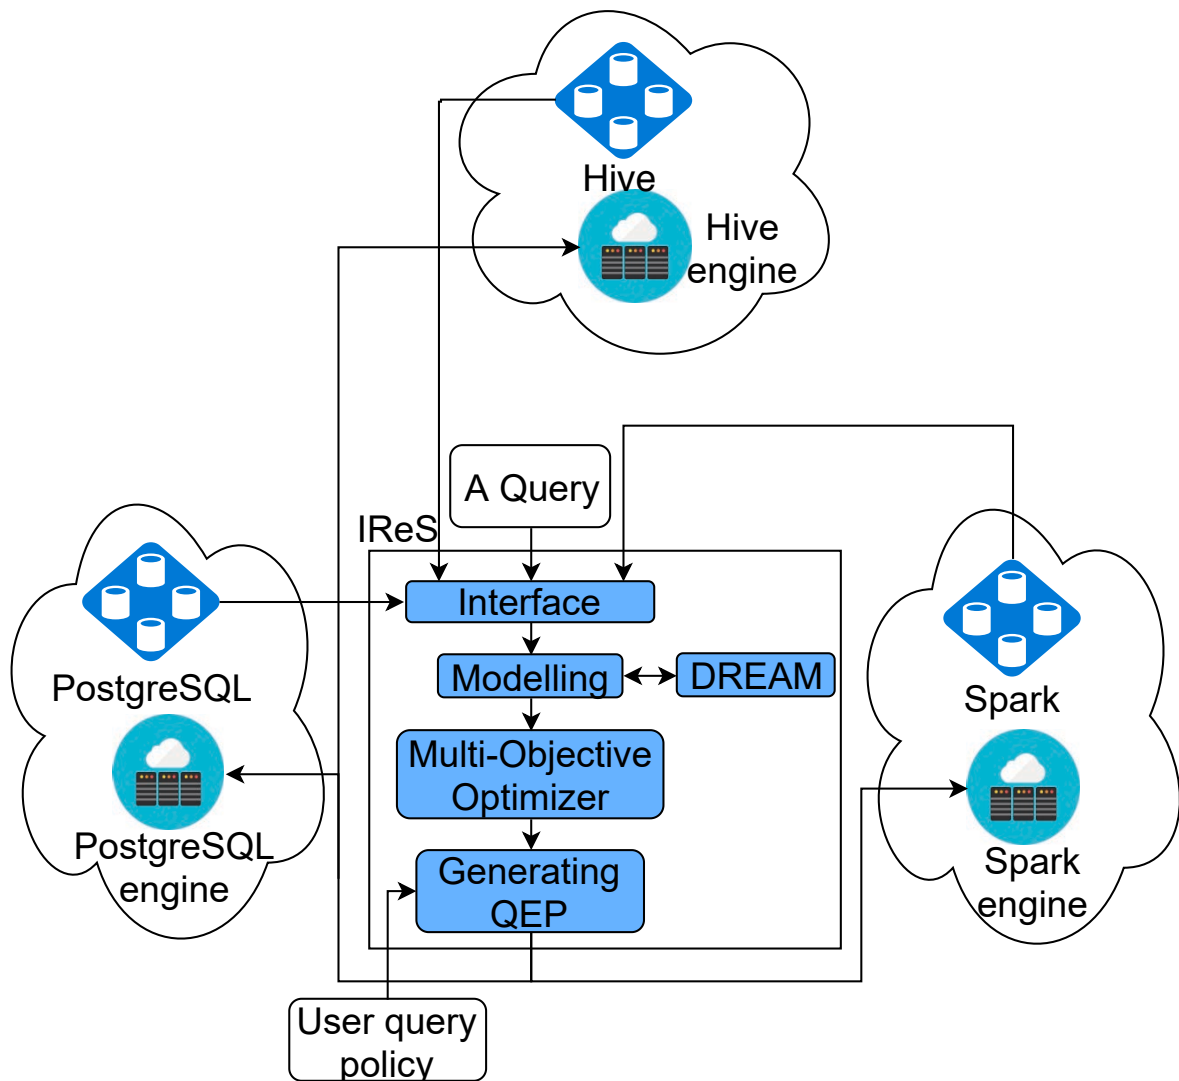 Hive
Hive
engine
A Query
IReS
Interface
Modelling
DREAM
PostgreSQL
Spark
Multi-Objective
Optimizer
PostgreSQL
engine
Generating
QEP
Spark
engine
User query
policy